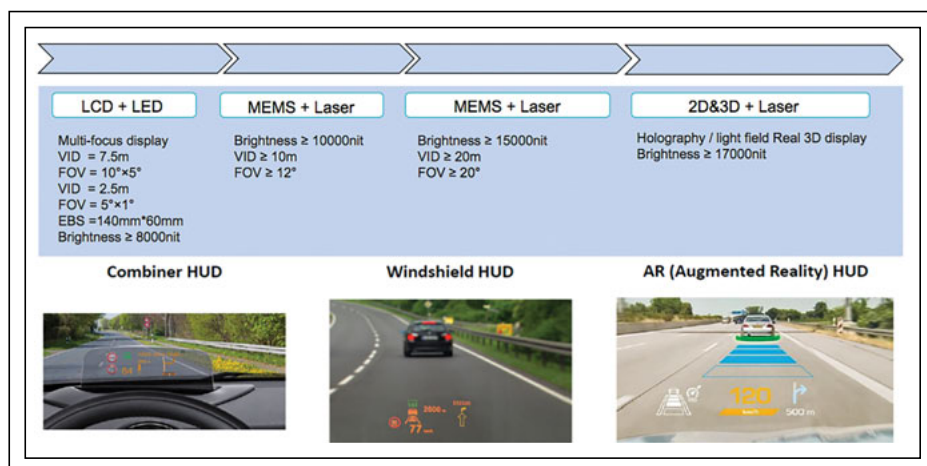 LCD + LED
Multi-focus display
VID = 7.5m
FOV = 10°×5°
VID = 2.5m
FOV = 5°×1°
EBS =140mm*60mm
Brightness ≥ 8000nit
MEMS + Laser
Brightness ≥ 10000nit
VID ≥ 10m
FOV ≥ 12°
MEMS + Laser
Brightness ≥ 15000nit
VID ≥ 20m
FOV ≥ 20°
2D&3D + Laser
Holography / light field Real 3D display
Brightness ≥ 17000nit
Combiner HUD
Windshield HUD
AR (Augmented Reality) HUD
77
120
km/h
500 m